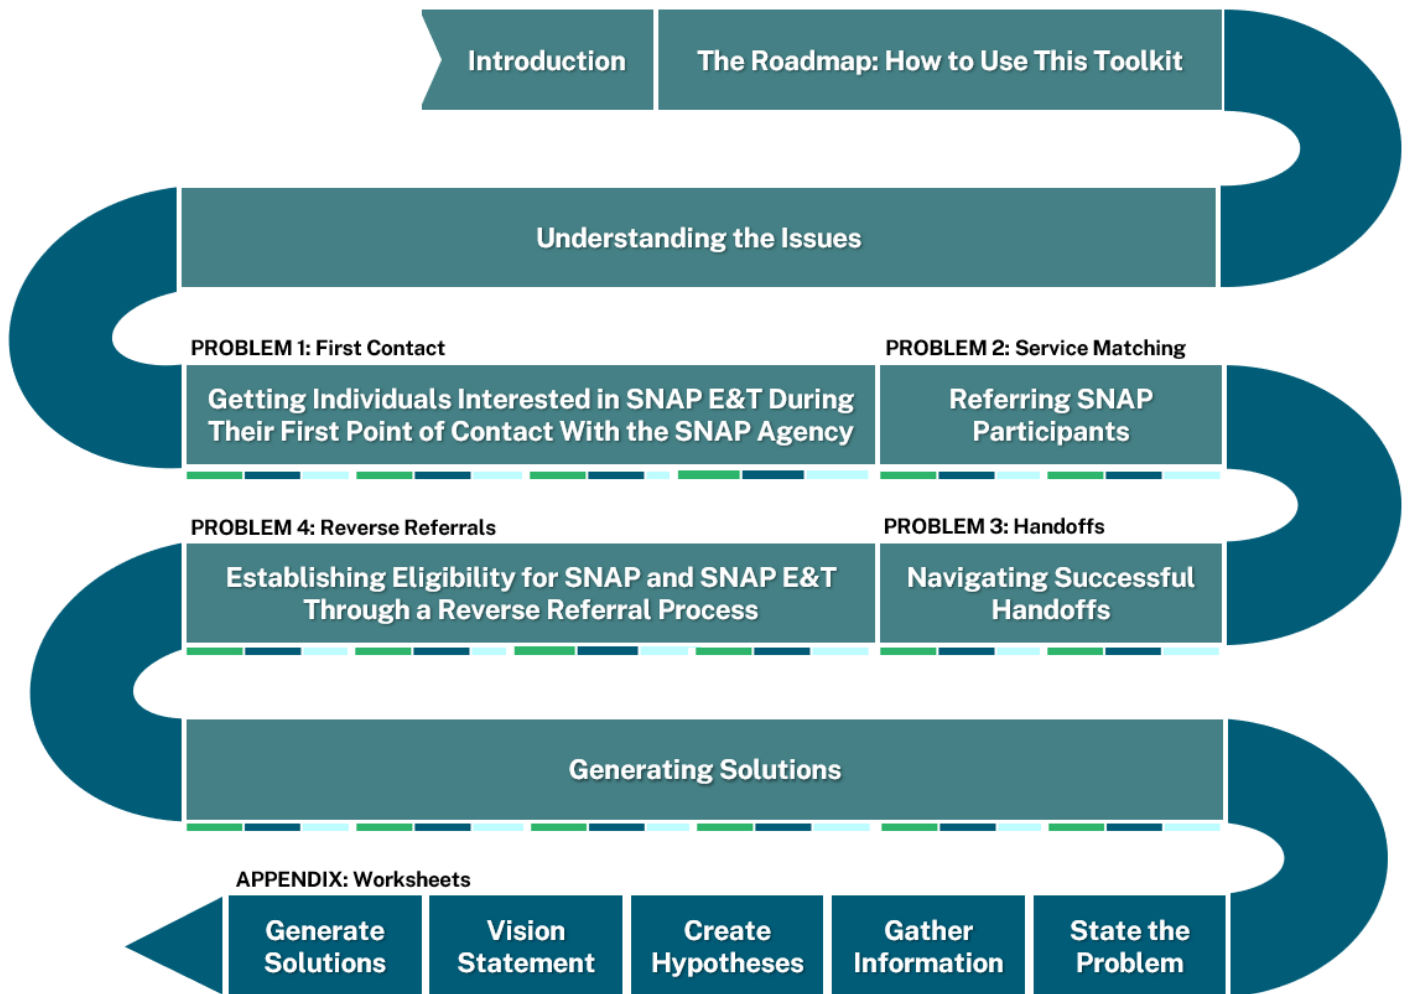 Introduction
The Roadmap: How to Use This Toolkit
Understanding the Issues
PROBLEM 1: First Contact
Getting Individuals Interested in SNAP E&T During
Their First Point of Contact With the SNAP Agency
PROBLEM 2: Service Matching
Referring SNAP
Participants
PROBLEM 3: Handoffs
Navigating Successful
Handoffs
PROBLEM 4: Reverse Referrals
Establishing Eligibility for SNAP and SNAP E&T
Through a Reverse Referral Process
Generating Solutions
APPENDIX: Worksheets
State the
Problem
Gather
Information
Create
Hypotheses
Vision
Statement
Generate
Solutions